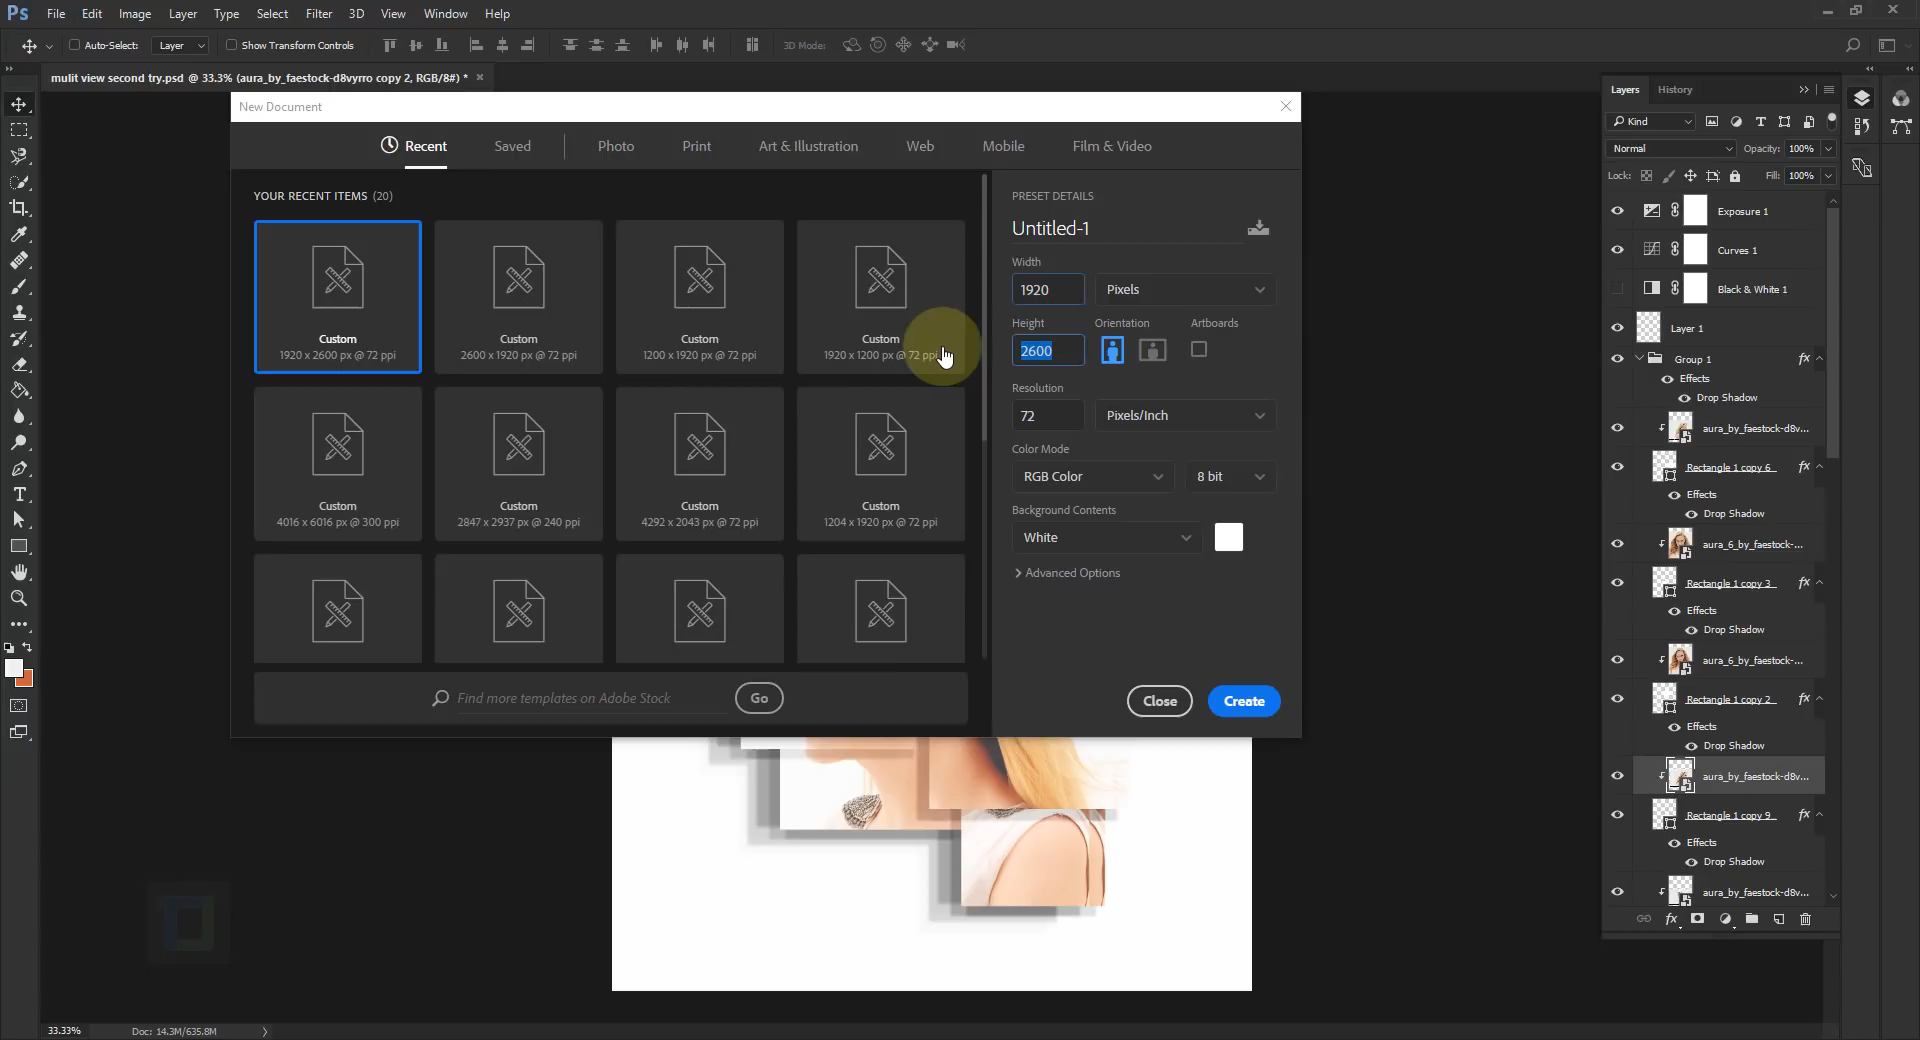 Ps File Edit Image Layer Type Select Filter 3D View Window Help
Auto-Select: Layer Show Transform Controls 3D Mode:
mulit view second try.psd @ 33.3% (aura_by_faestock-d8vyrro copy 2, RGB/8#) *
New Document
Recent Saved Photo Print Art & Illustration Web Mobile Film & Video
YOUR RECENT ITEMS (20)
Custom
1920 x 2600 px @ 72 ppi
Custom
2600 x 1920 px @ 72 ppi
Custom
1200 x 1920 px @ 72 ppi
Custom
1920 x 1200 px @ 72 ppi
Custom
4016 x 6016 px @ 300 ppi
Custom
2847 x 2937 px @ 240 ppi
Custom
4292 x 2043 px @ 72 ppi
Custom
1204 x 1920 px @ 72 ppi
Find more templates on Adobe Stock Go
PRESET DETAILS
Untitled-1
Width
1920 Pixels
Height Orientation Artboards
2600
Resolution
72 Pixels/Inch
Color Mode
RGB Color 8 bit
Background Contents
White
Advanced Options
Close Create
Layers History
Kind
Normal Opacity: 100%
Lock: Fill: 100%
Exposure 1
Curves 1
Black & White 1
Layer 1
Group 1 fx
Effects
Drop Shadow
aura_by_faestock-d8v...
Rectangle 1 copy 6 fx
Effects
Drop Shadow
aura_6_by_faestock-...
Rectangle 1 copy 3 fx
Effects
Drop Shadow
aura_6_by_faestock-...
Rectangle 1 copy 2 fx
Effects
Drop Shadow
aura_by_faestock-d8v...
Rectangle 1 copy 9 fx
Effects
Drop Shadow
aura_by_faestock-d8v...
fx
33.33% Doc: 14.3M/635.8M